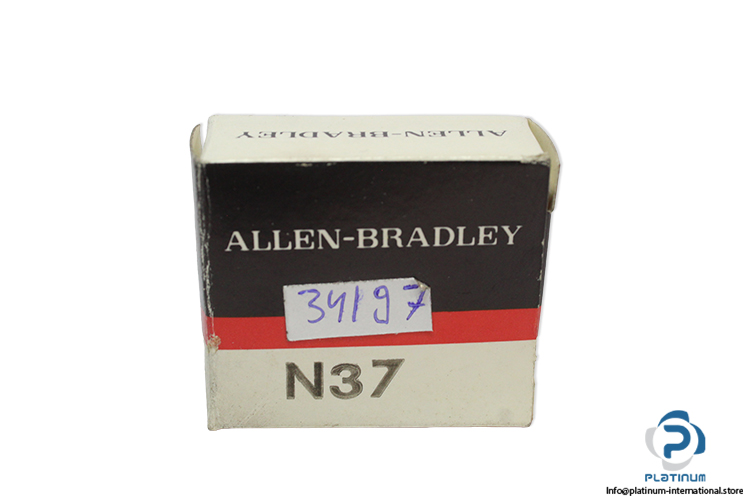 ALLEN-BRADLEY
ALLEN-BRADLEY
34197
N37
PLATINUM
Info@platinum-international.store